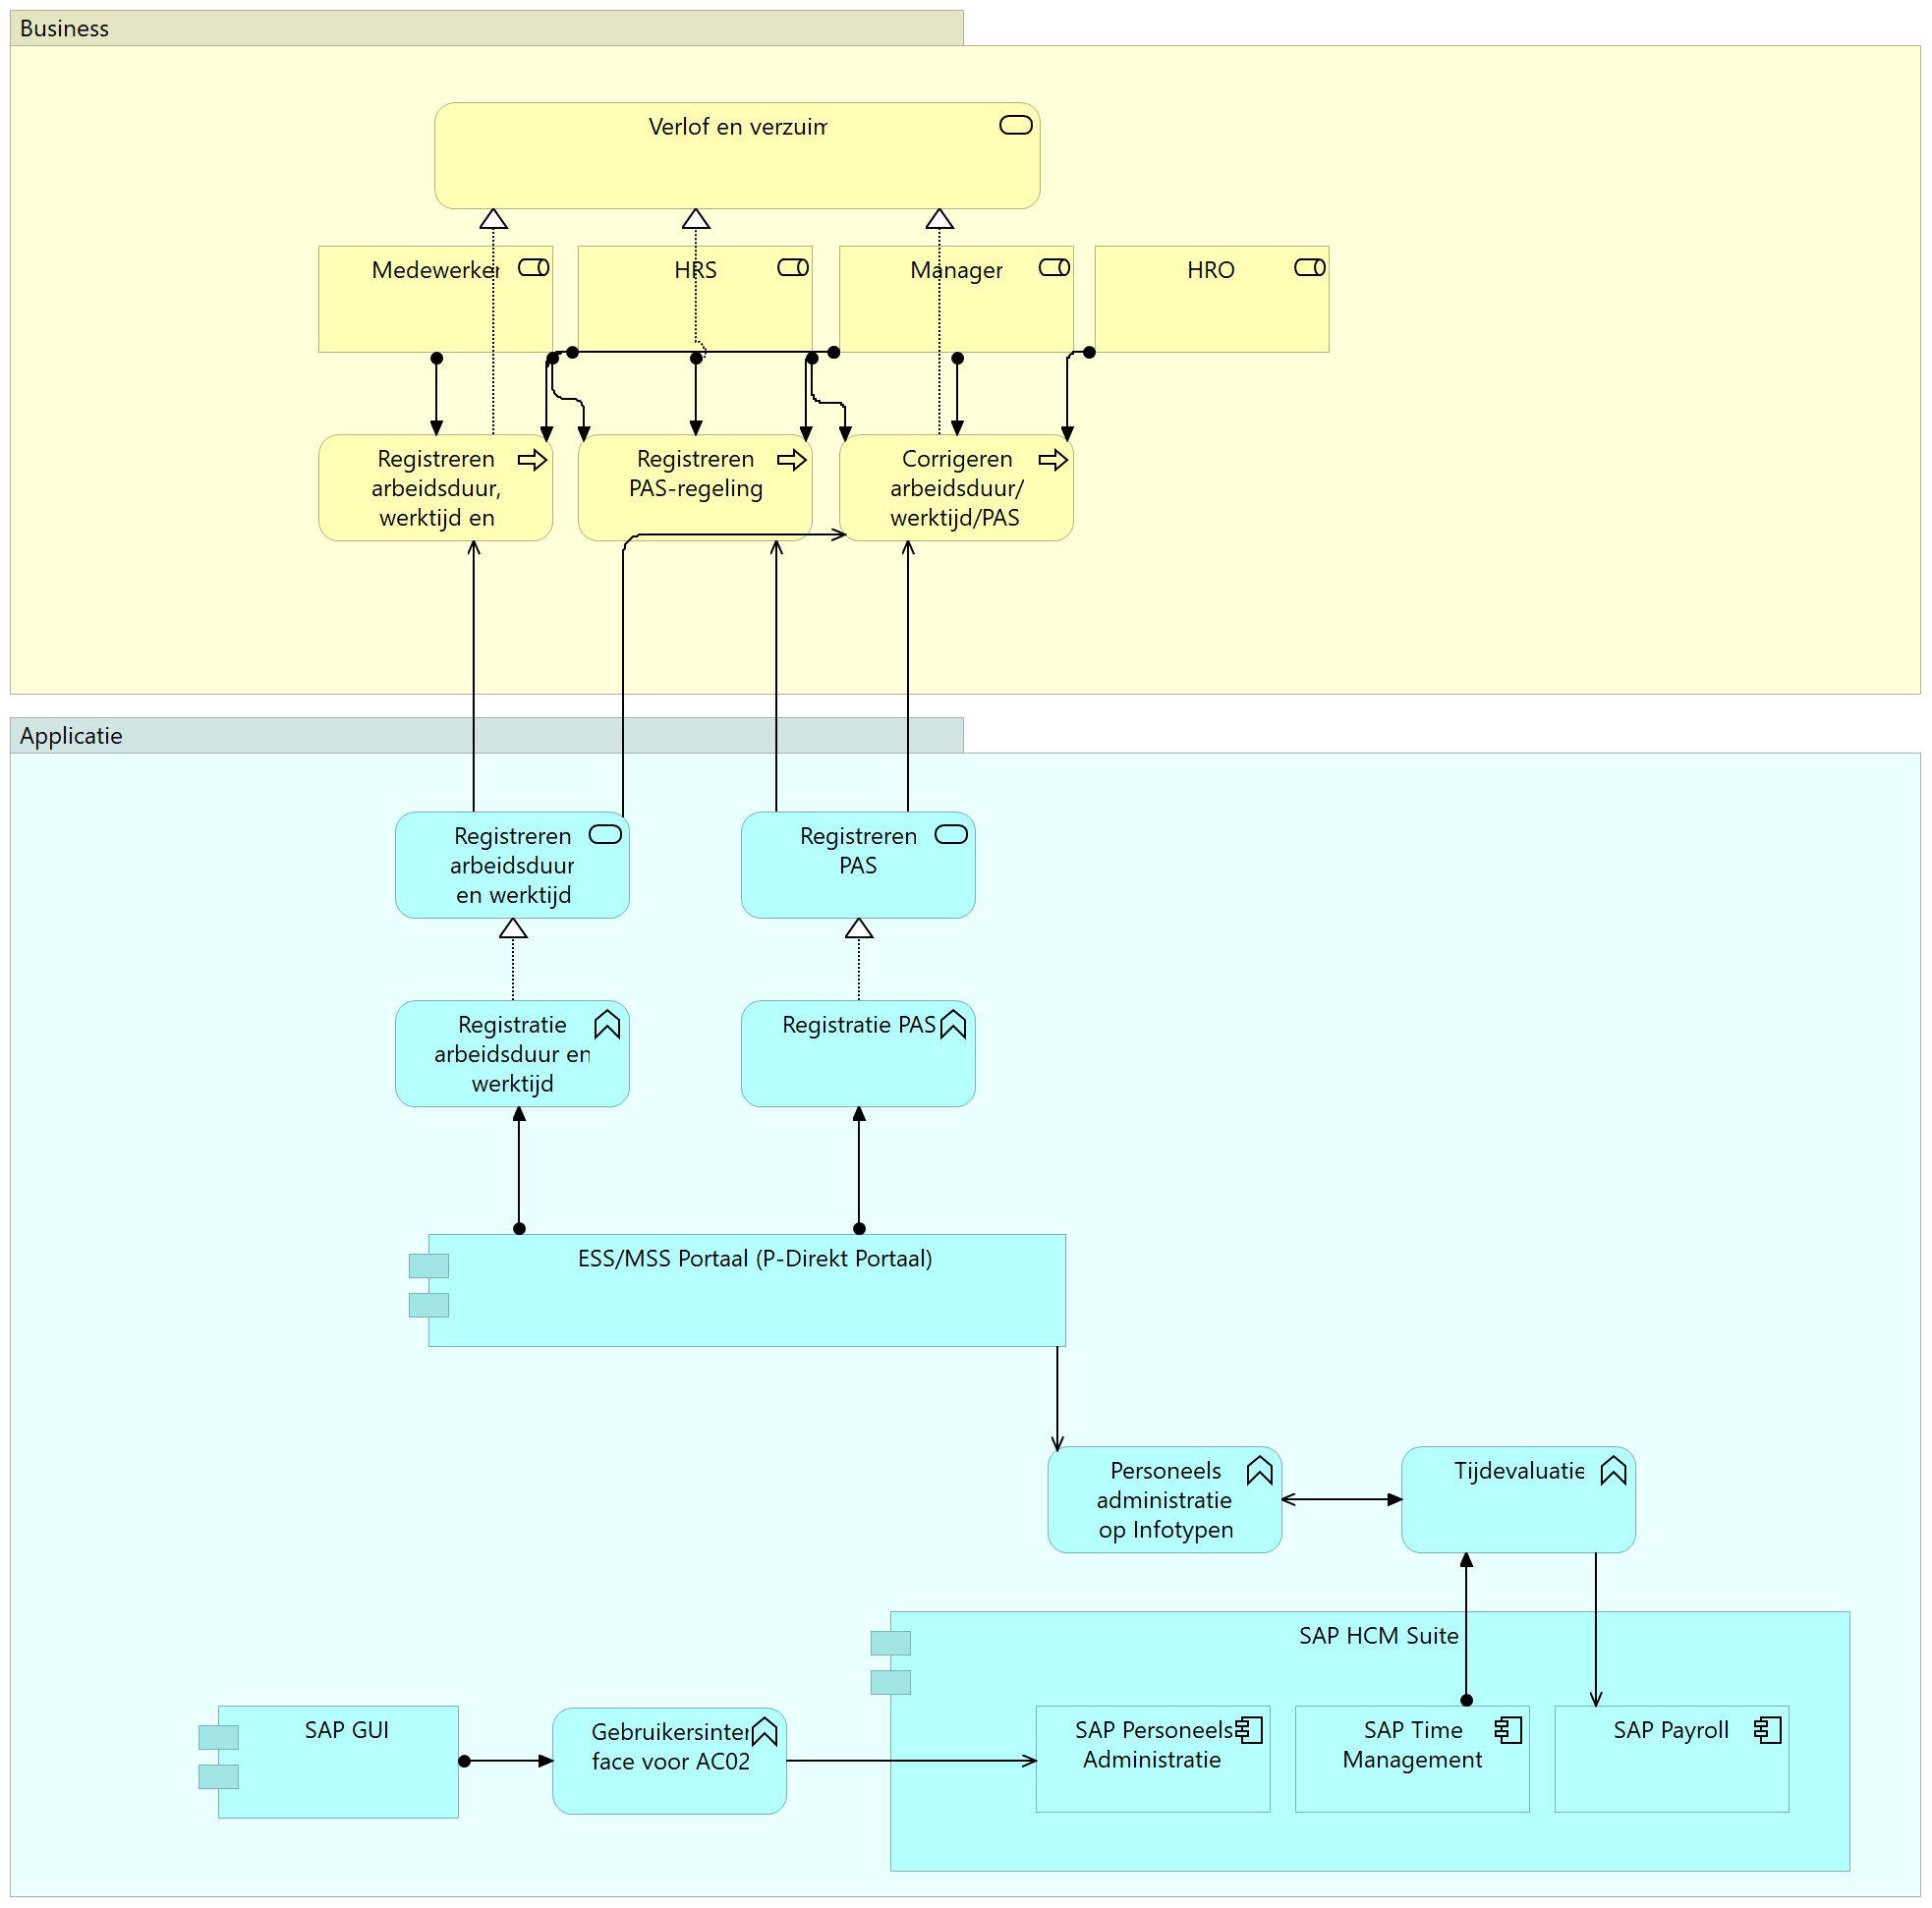 Business
Verlof en verzuim
Medewerker
HRS
Manager
HRO
Registreren
arbeidsduur,
werktijd en
Registreren
PAS-regeling
Corrigeren
arbeidsduur/
werktijd/PAS
Applicatie
Registreren
arbeidsduur
en werktijd
Registreren
PAS
Registratie
arbeidsduur en
werktijd
Registratie PAS
ESS/MSS Portaal (P-Direkt Portaal)
Personeels
administratie
op Infotypen
Tijdevaluatie
SAP HCM Suite
SAP GUI
Gebruikersinter
face voor AC02
SAP Personeels
Administratie
SAP Time
Management
SAP Payroll